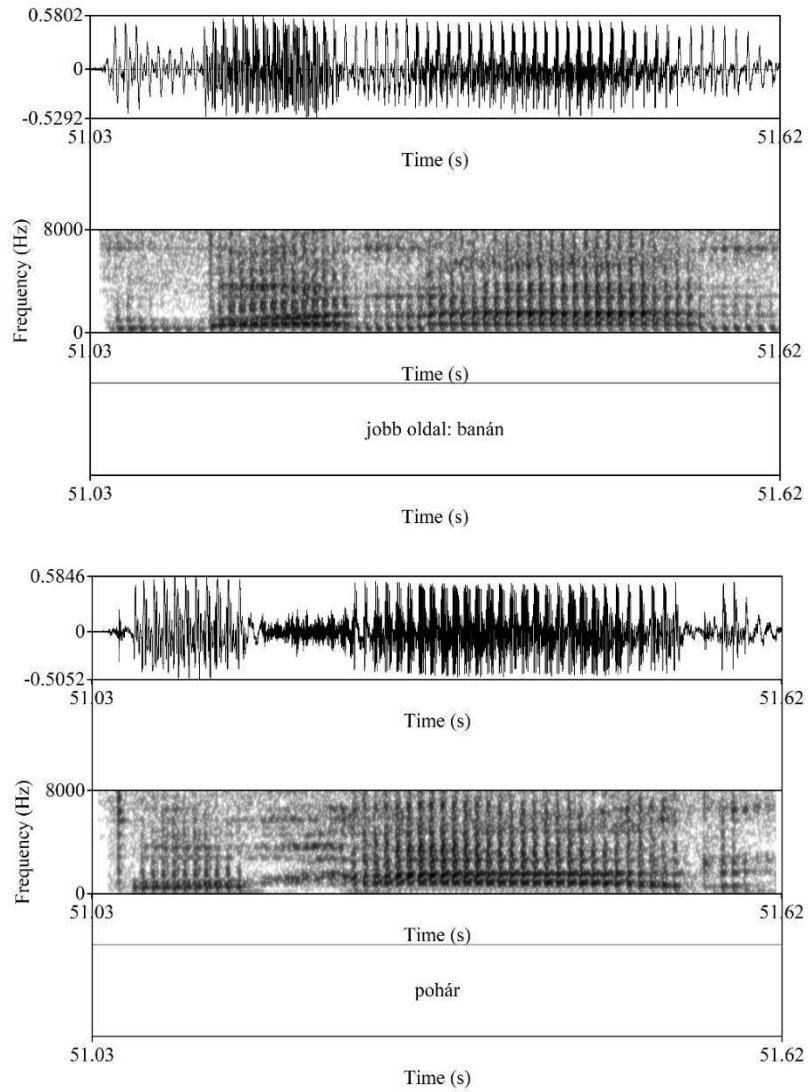 0.5802
0
-0.5292
51.03 51.62
Time (s)
Frequency (Hz)
8000
0
51.03 51.62
Time (s)
jobb oldal: banán
51.03 51.62
Time (s)
0.5846
0
-0.5052
51.03 51.62
Time (s)
Frequency (Hz)
8000
0
51.03 51.62
Time (s)
pohár
51.03 51.62
Time (s)